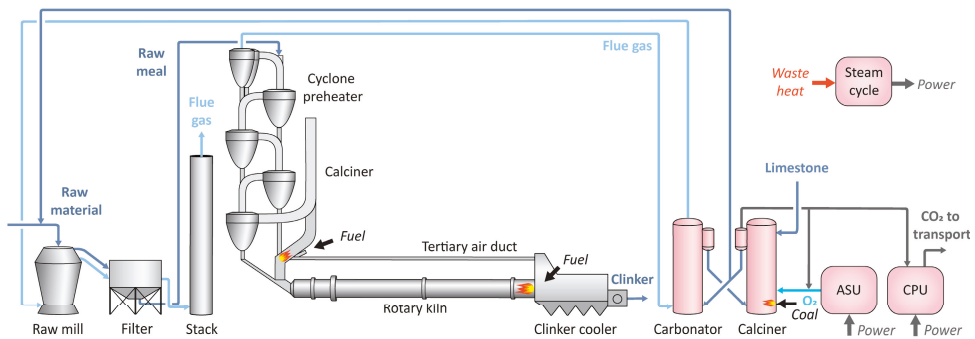 Raw
meal
Flue gas
Cyclone
preheater
Waste
heat
Steam
cycle
Power
Flue
gas
Calciner
Limestone
Raw
material
CO₂ to
transport
Fuel
Tertiary air duct
Fuel
Clinker
ASU
CPU
O₂
Coal
Rotary kiln
Raw mill
Filter
Stack
Clinker cooler
Carbonator
Calciner
Power
Power